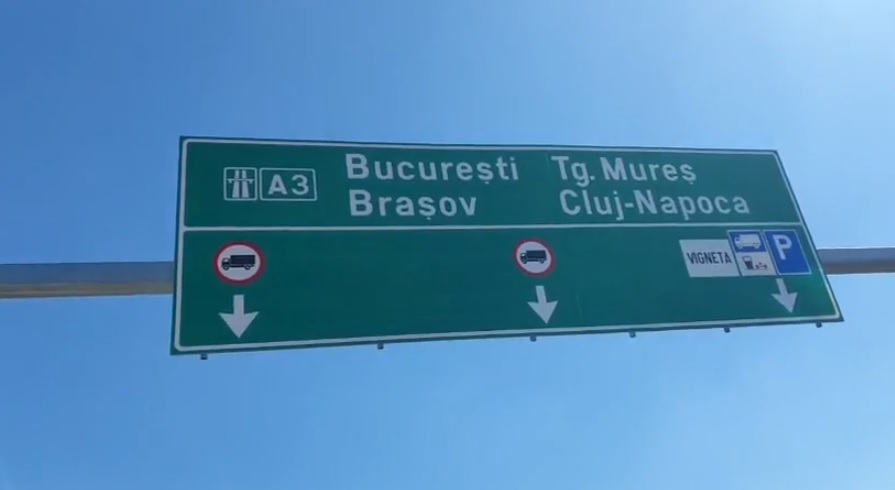 A3
București
Brașov
Tg. Mureș
Cluj-Napoca
VIGNETA
P